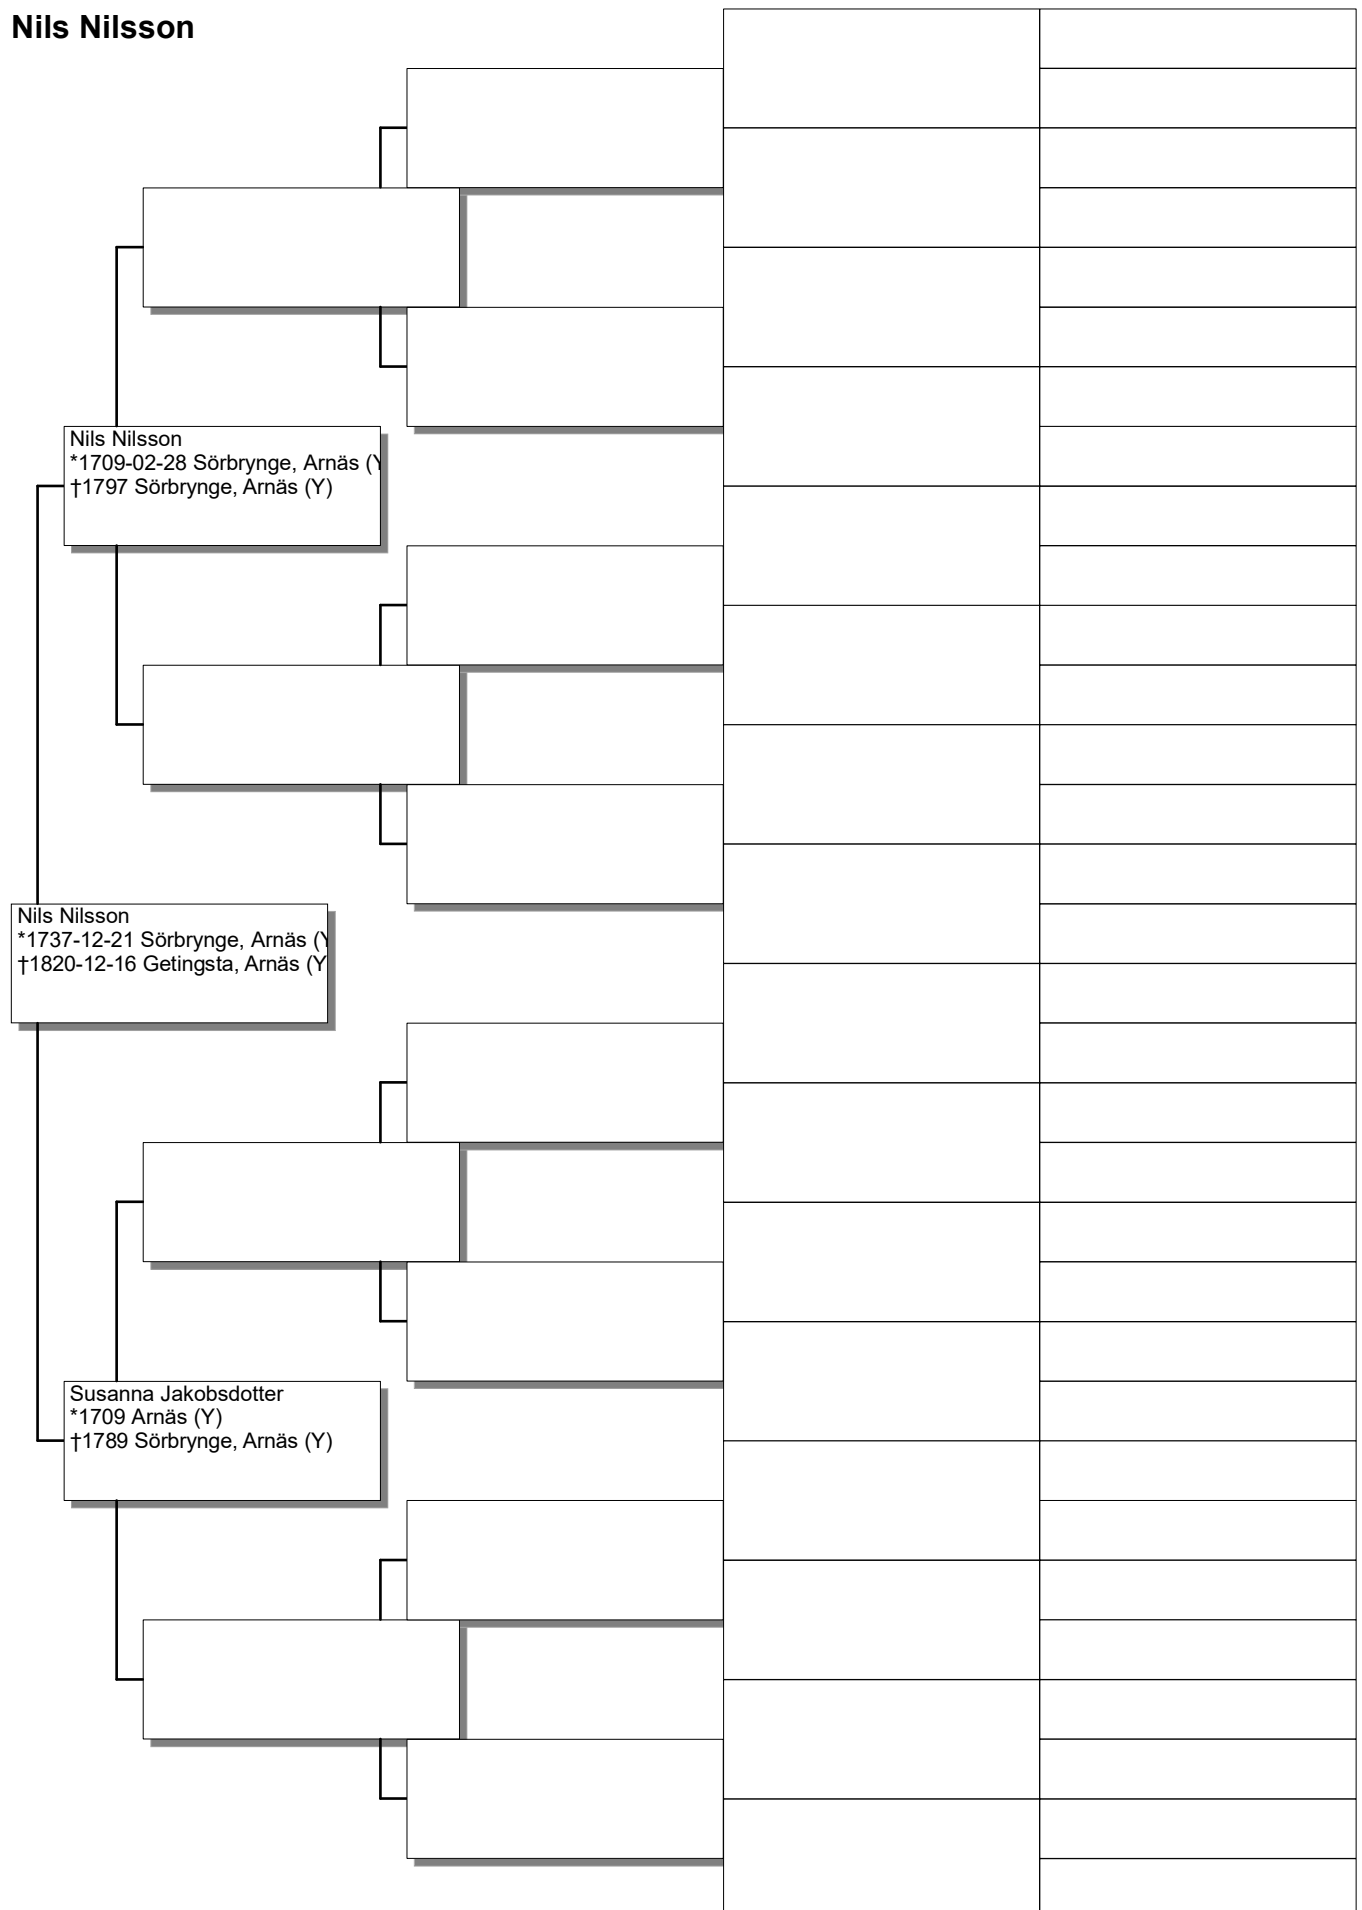 Nils Nilsson
Nils Nilsson
*1709-02-28 Sörbrynge, Arnäs (Y
†1797 Sörbrynge, Arnäs (Y)
Nils Nilsson
*1737-12-21 Sörbrynge, Arnäs (Y
†1820-12-16 Getingsta, Arnäs (Y
Susanna Jakobsdotter
*1709 Arnäs (Y)
†1789 Sörbrynge, Arnäs (Y)